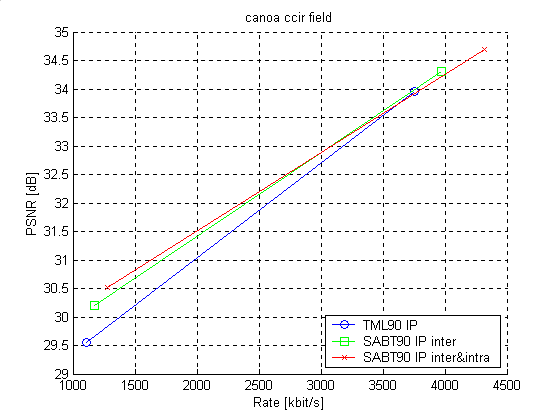 canoa ccir field
35
34.5
34
33.5
33
32.5
32
31.5
31
30.5
30
29.5
29
PSNR [dB]
1000 1500 2000 2500 3000 3500 4000 4500
Rate [kbit/s]
TML90 IP
SABT90 IP inter
SABT90 IP inter&intra